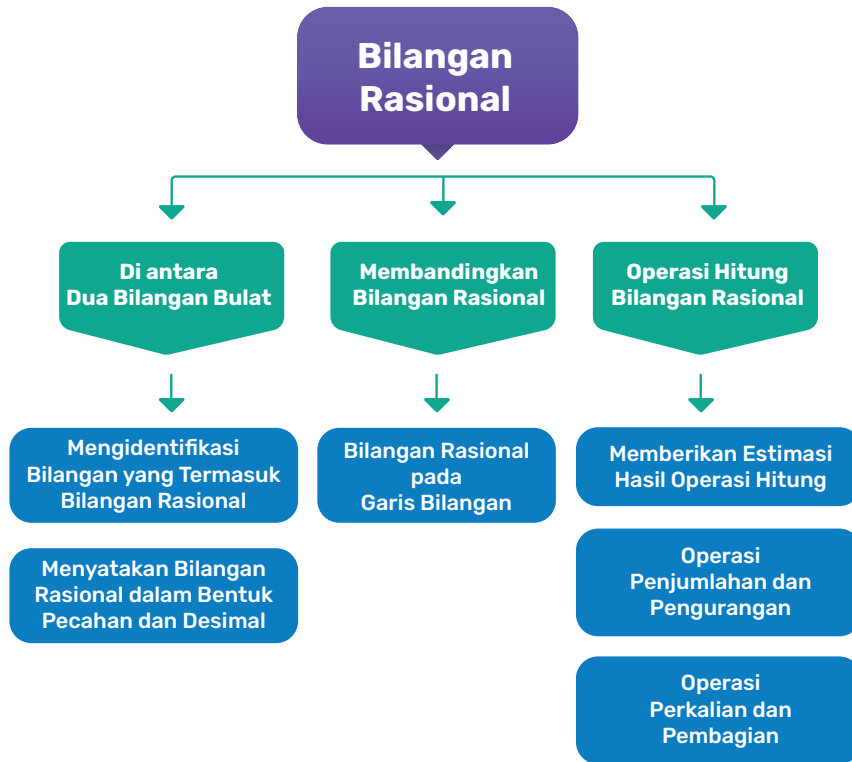 Bilangan
Rasional
Di antara
Dua Bilangan Bulat
Membandingkan
Bilangan Rasional
Operasi Hitung
Bilangan Rasional
Mengidentifikasi
Bilangan yang Termasuk
Bilangan Rasional
Menyatakan Bilangan
Rasional dalam Bentuk
Pecahan dan Desimal
Bilangan Rasional
pada
Garis Bilangan
Memberikan Estimasi
Hasil Operasi Hitung
Operasi
Penjumlahan dan
Pengurangan
Operasi
Perkalian dan
Pembagian